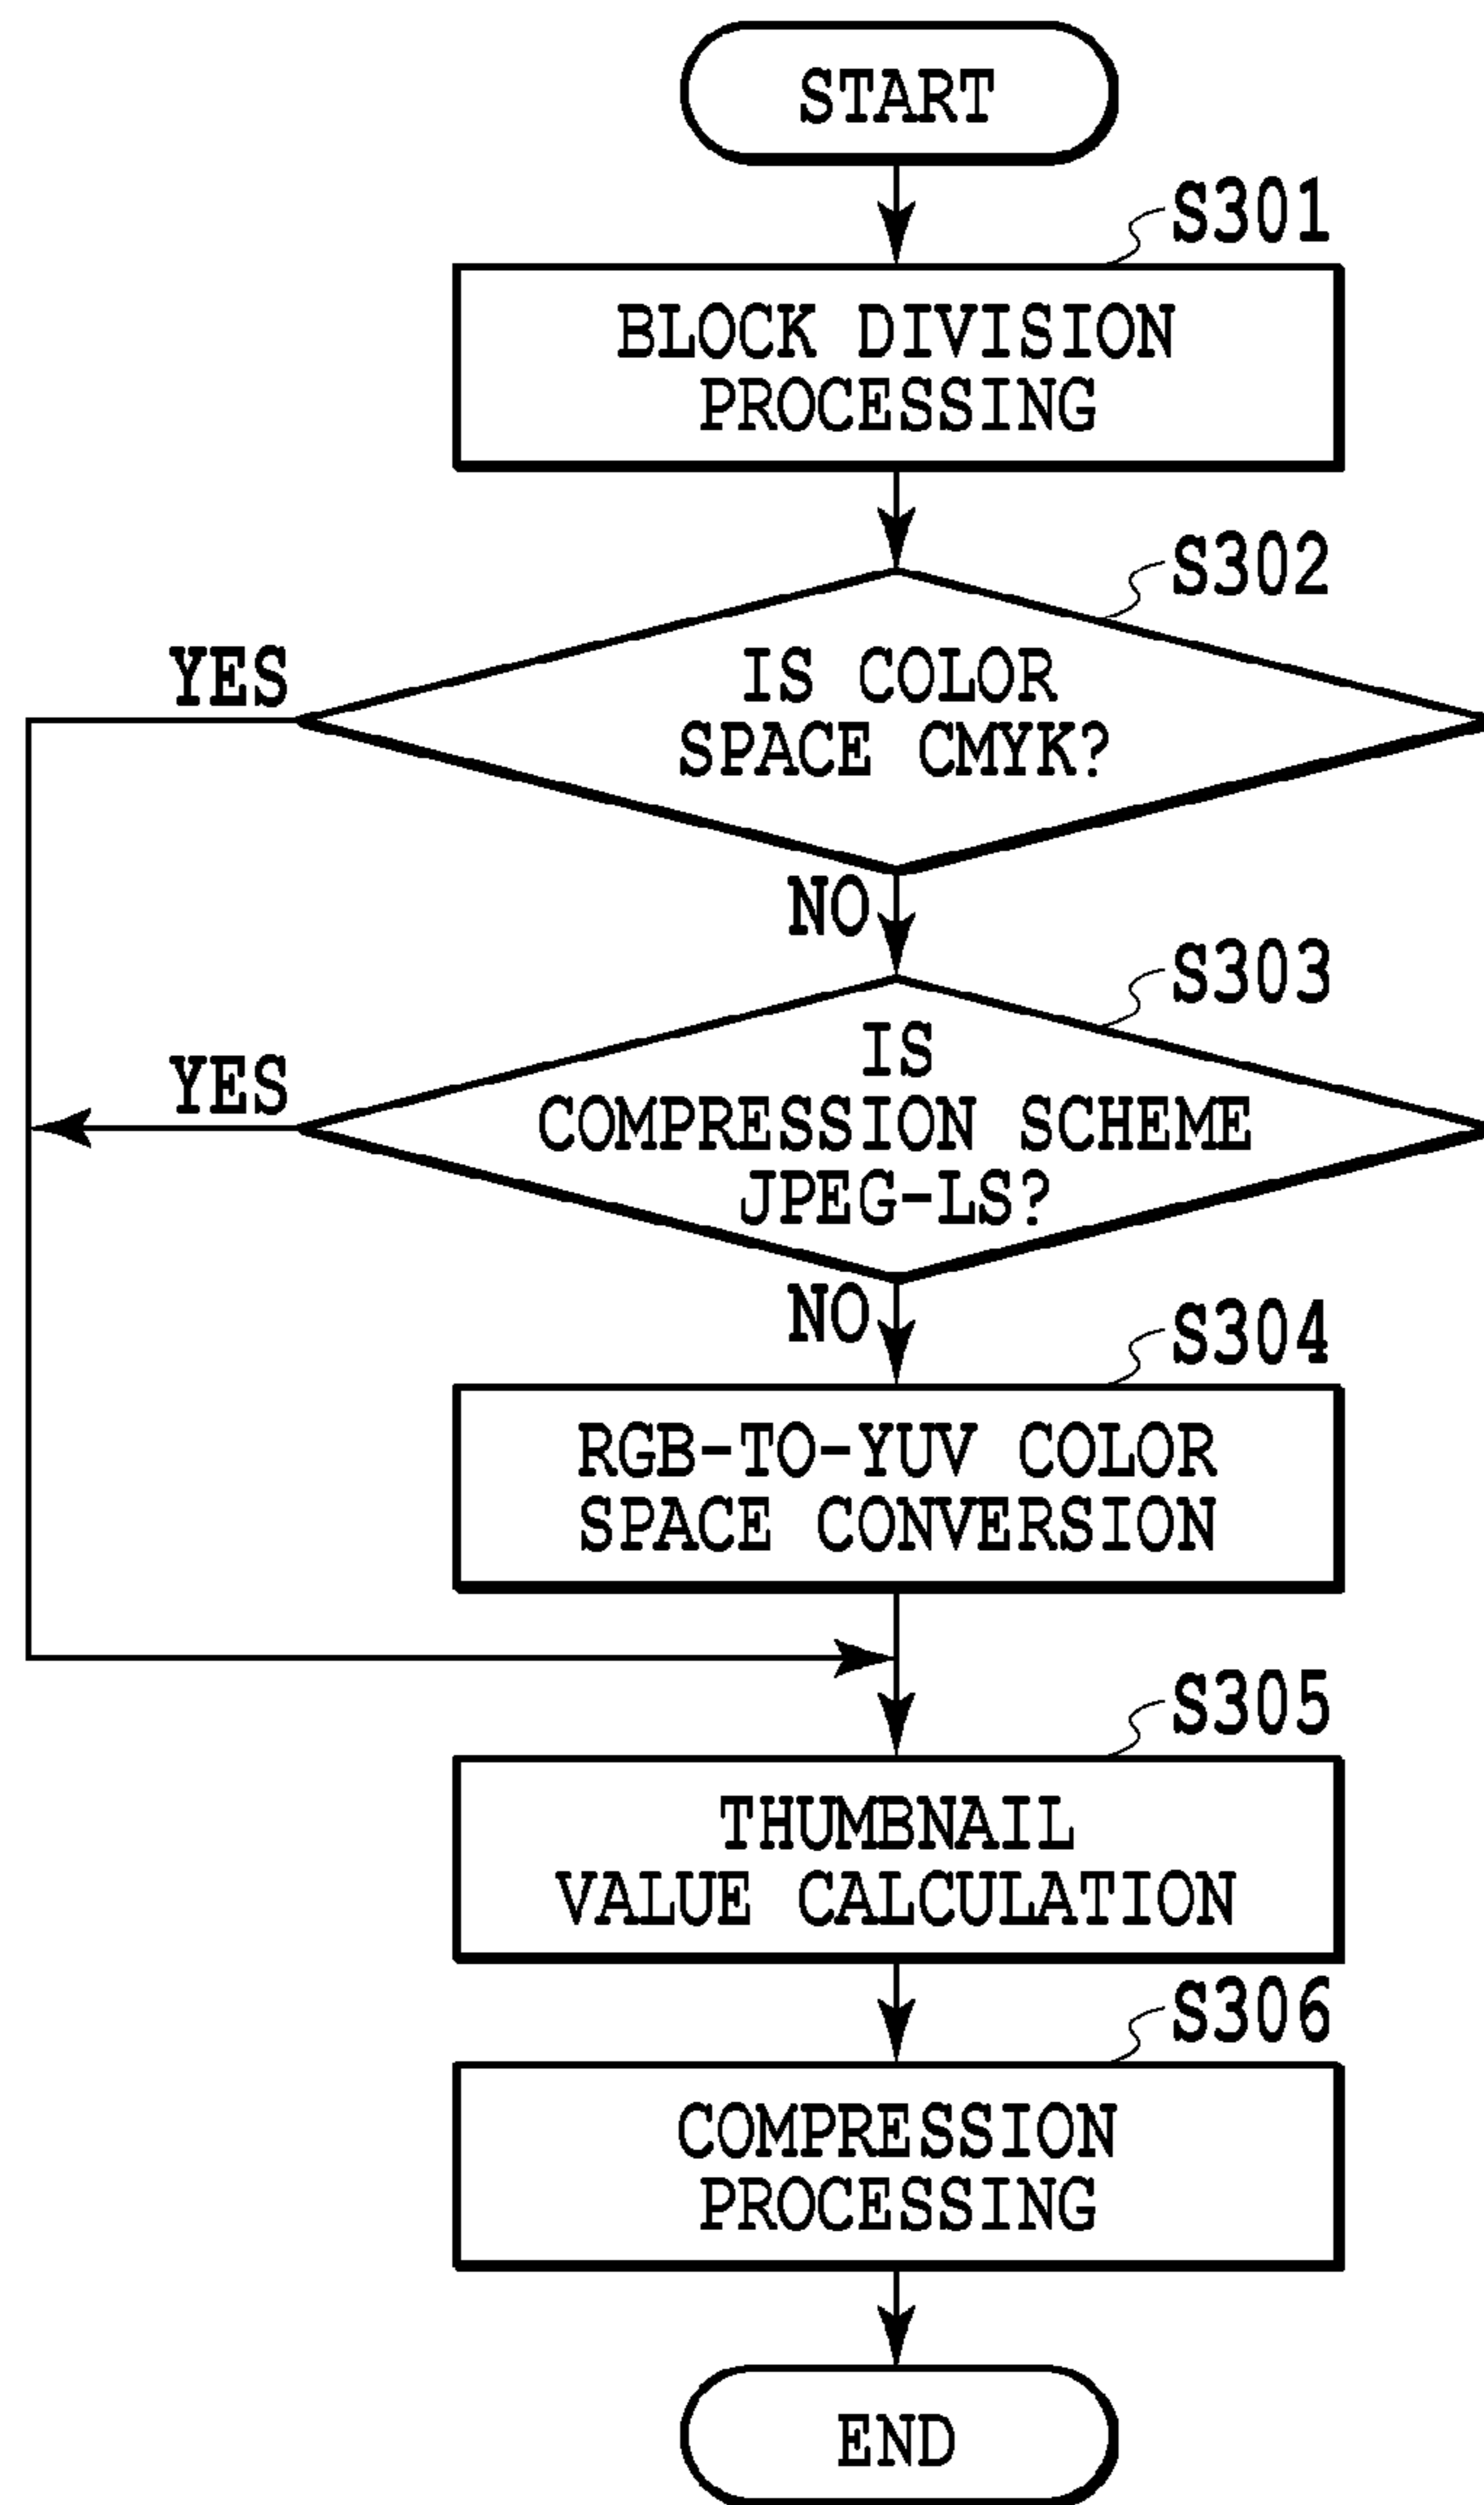 START
S301
BLOCK DIVISION
PROCESSING
S302
YES
IS COLOR
SPACE CMYK?
NO
S303
YES
IS
COMPRESSION SCHEME
JPEG-LS?
NO
S304
RGB-TO-YUV COLOR
SPACE CONVERSION
S305
THUMBNAIL
VALUE CALCULATION
S306
COMPRESSION
PROCESSING
END